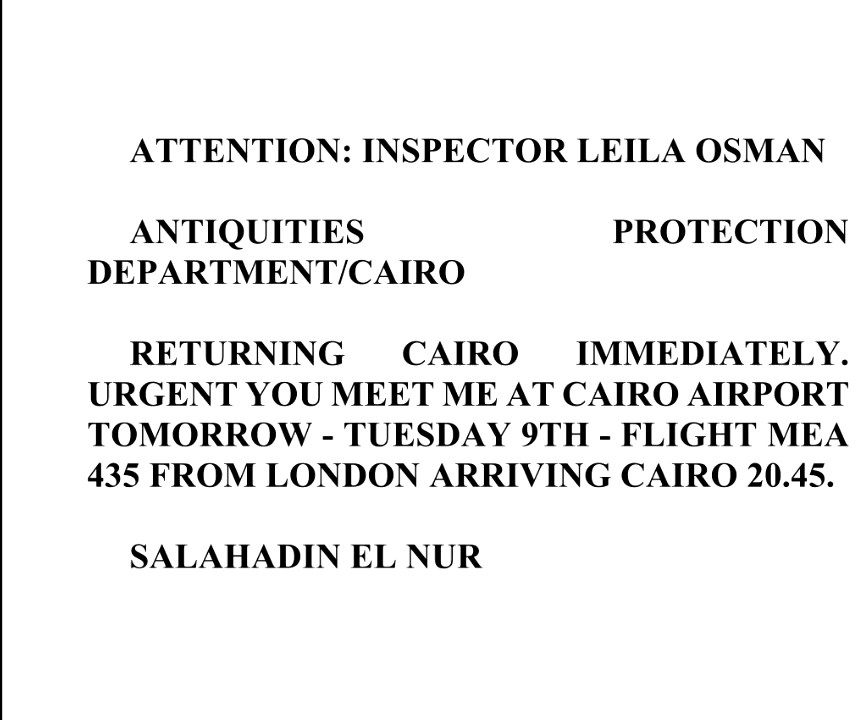 ATTENTION: INSPECTOR LEILA OSMAN
ANTIQUITIES PROTECTION
DEPARTMENT/CAIRO
RETURNING CAIRO IMMEDIATELY.
URGENT YOU MEET ME AT CAIRO AIRPORT
TOMORROW - TUESDAY 9TH - FLIGHT MEA
435 FROM LONDON ARRIVING CAIRO 20.45.
SALAHADIN EL NUR